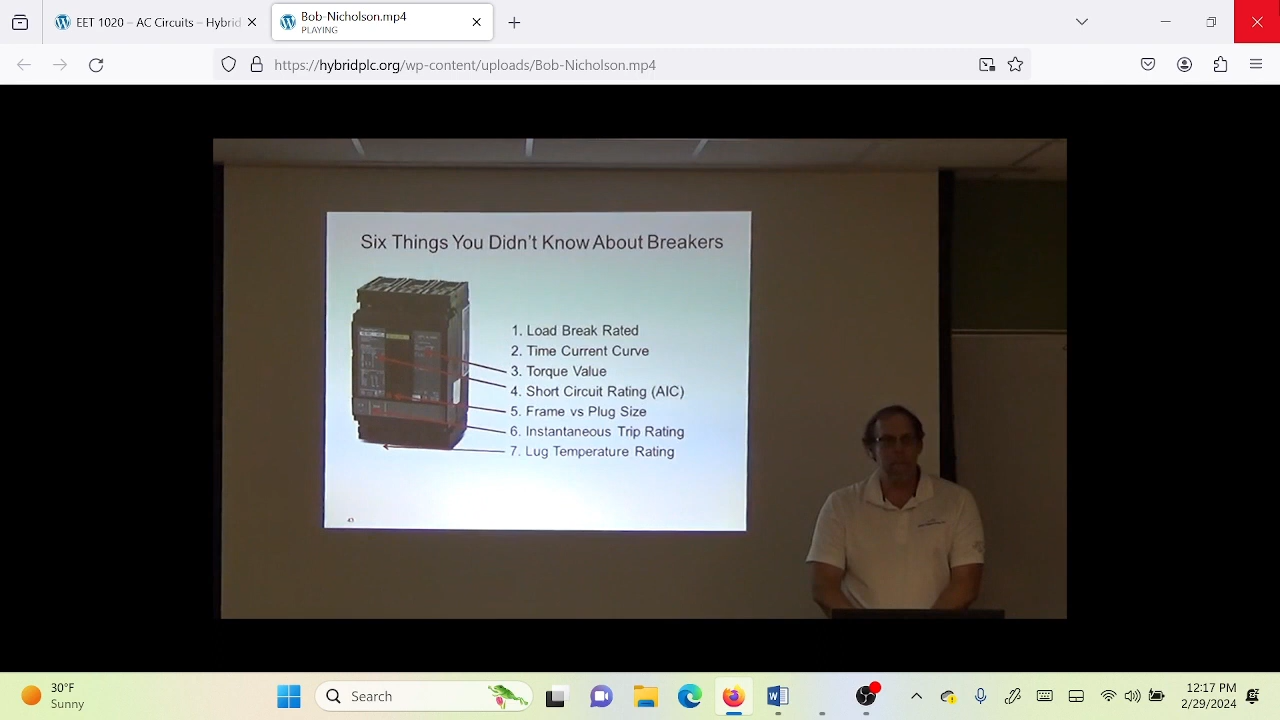 EET 1020 – AC Circuits – Hybrid
Bob-Nicholson.mp4
PLAYING
https://hybridplc.org/wp-content/uploads/Bob-Nicholson.mp4
Six Things You Didn't Know About Breakers
1. Load Break Rated
2. Time Current Curve
3. Torque Value
4. Short Circuit Rating (AIC)
5. Frame vs Plug Size
6. Instantaneous Trip Rating
7. Lug Temperature Rating
43
30°F
Sunny
Search
12:17 PM
2/29/2024